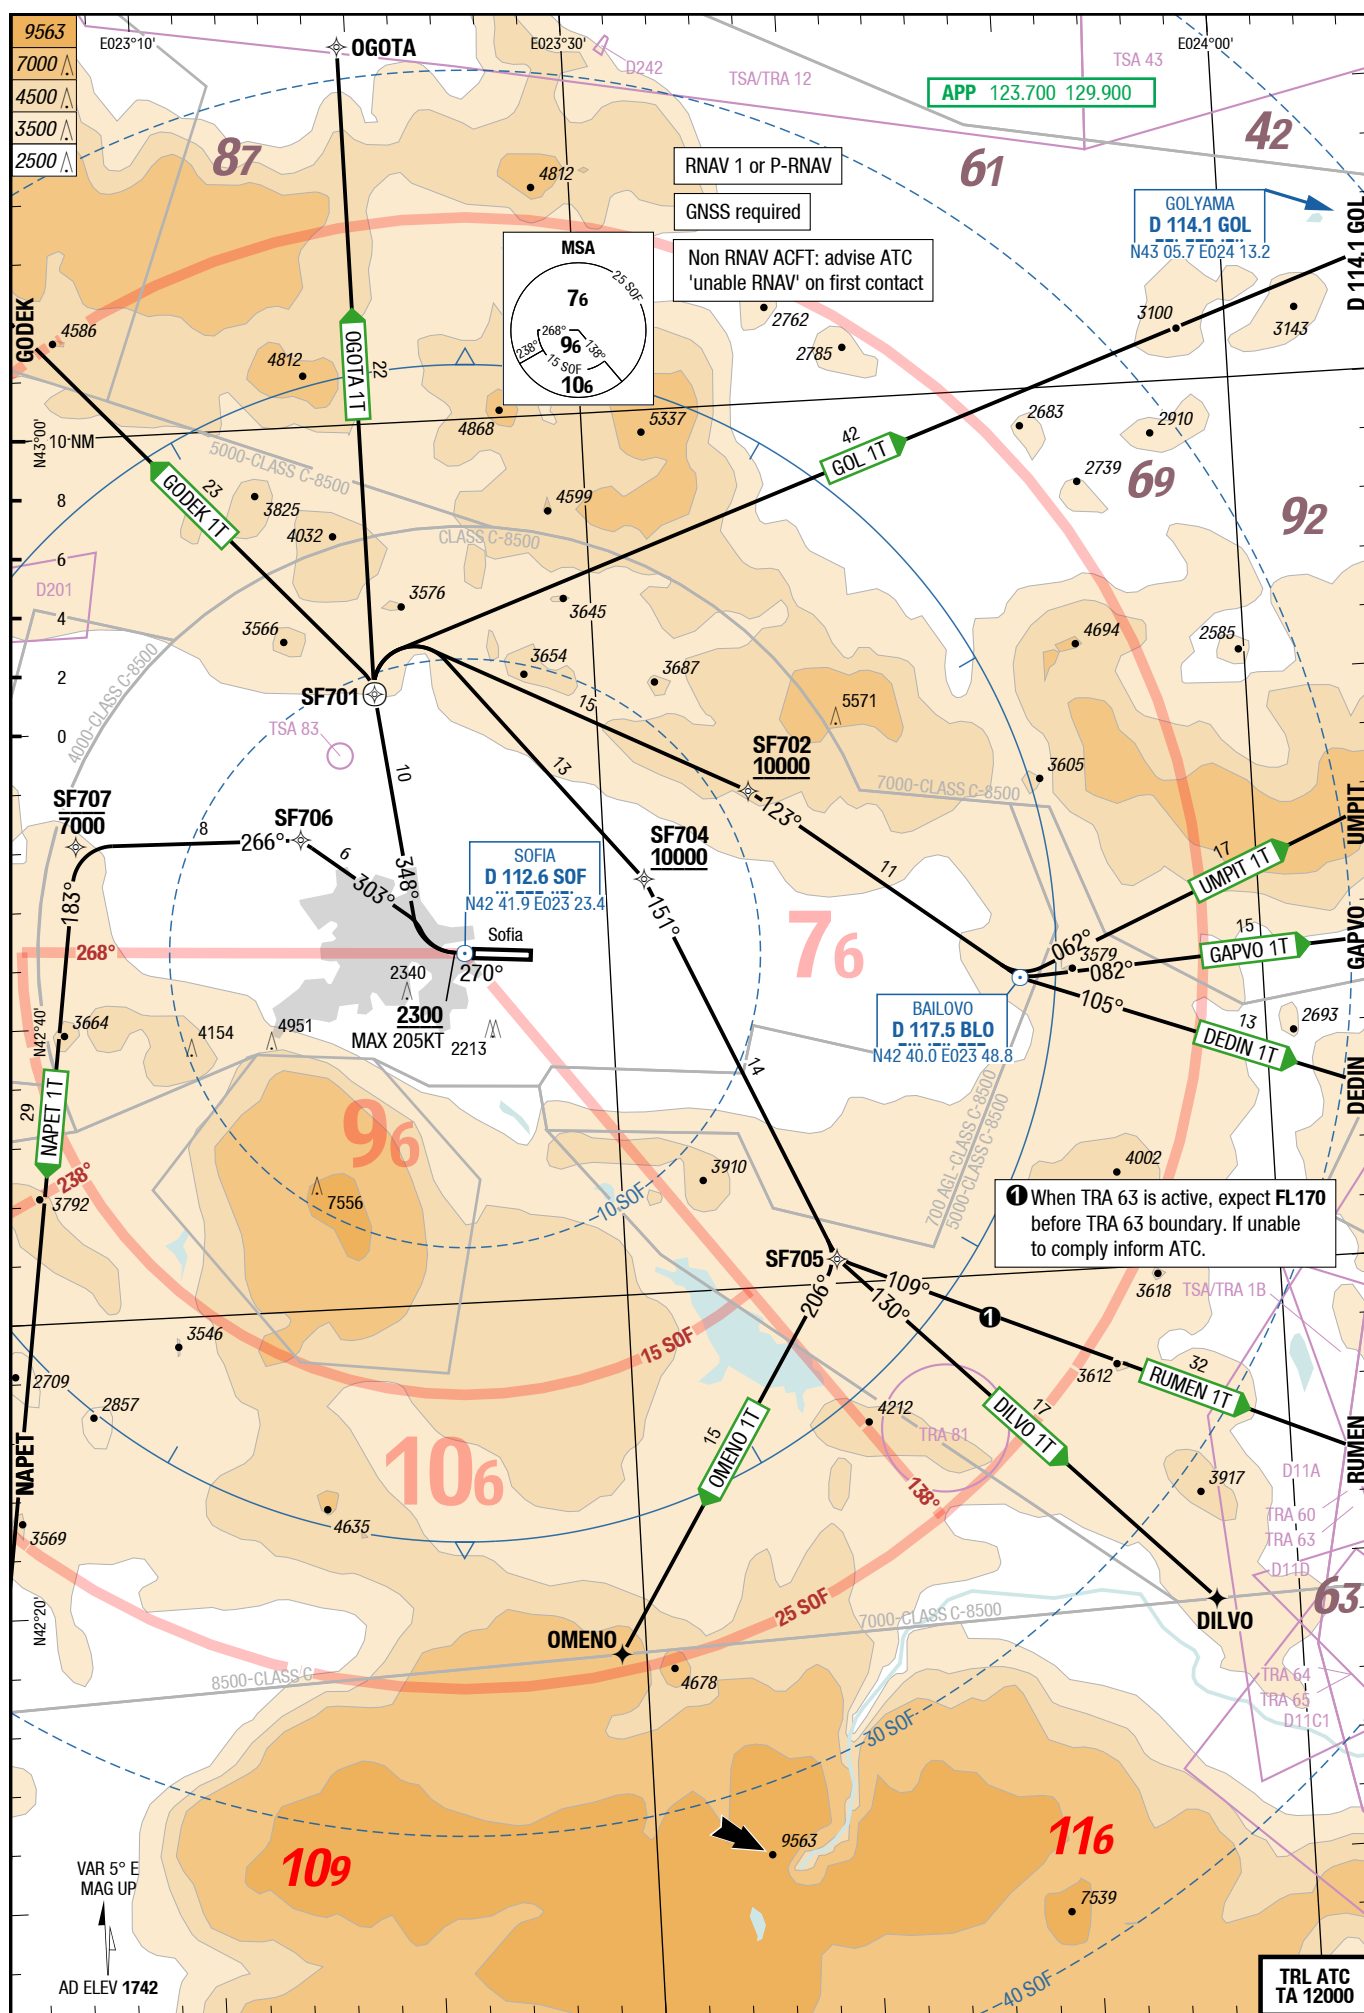 9563
7000
4500
3500
2500
E023°10'
OGOTA
E023°30'
D242
TSA/TRA 12
TSA 43
E024°00'
APP 123.700 129.900
87
4812
RNAV 1 or P-RNAV
61
42
GNSS required
GOLYAMA
D 114.1 GOL
N43 05.7 E024 13.2
D 114.1 GOL
MSA
25 SOF
76
268°
96
138°
238°
15 SOF
106
Non RNAV ACFT: advise ATC
'unable RNAV' on first contact
GODEK
4586
OGOTA 1T
22
4812
2762
2785
3100
3143
4868
5337
2683
2910
42
GOL 1T
N43°00'
10 NM
5000-CLASS C-8500
23
GODEK 1T
3825
4599
2739
69
92
8
4032
CLASS C-8500
6
D201
3576
3645
4
3566
4694
2585
4000-CLASS C-8500
3654
3687
2
SF701
15
5571
TSA 83
0
13
SF702
10000
10
3605
7000-CLASS C-8500
UMPIT
SF707
7000
8
266°
SF706
6
303°
348°
SF704
10000
123°
SOFIA
D 112.6 SOF
N42 41.9 E023 23.4
11
17
UMPIT 1T
183°
151°
Sofia
76
062°
3579
082°
15
GAPVO 1T
GAPVO
268°
270°
2340
2300
MAX 205KT
2213
105°
BAILOVO
D 117.5 BLO
N42 40.0 E023 48.8
13
DEDIN 1T
2693
DEDIN
N42°40'
3664
4154
4951
14
29
NAPET 1T
700 AGL-CLASS C-8500
5000-CLASS C-8500
96
238°
3792
7556
3910
10 SOF
4002
1 When TRA 63 is active, expect FL170
before TRA 63 boundary. If unable
to comply inform ATC.
SF705
109°
130°
206°
1
3618
TSA/TRA 1B
3546
15 SOF
2709
2857
3612
32
RUMEN 1T
4212
TRA 81
17
DILVO 1T
15
OMENO 1T
NAPET
106
138°
3917
D11A
RUMEN
TRA 60
TRA 63
3569
4635
D11D
63
N42°20'
25 SOF
7000-CLASS C-8500
DILVO
OMENO
8500-CLASS C
4678
TRA 64
TRA 65
D11C1
30 SOF
109
9563
116
VAR 5° E
MAG UP
7539
AD ELEV 1742
40 SOF
TRL ATC
TA 12000